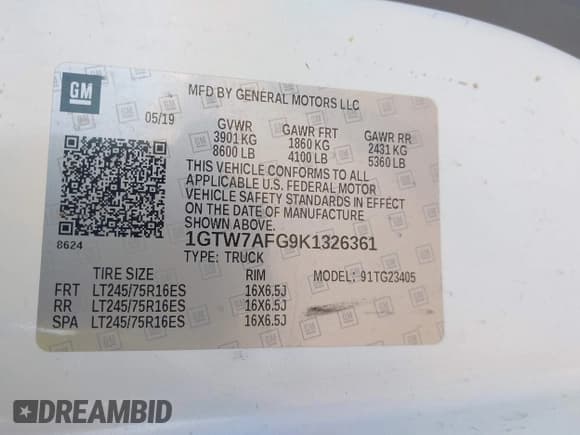 GM
MFD BY GENERAL MOTORS LLC
05/19
GVWR GAWR FRT GAWR RR
3901 KG 1860 KG 2431 KG
8600 LB 4100 LB 5360 LB
THIS VEHICLE CONFORMS TO ALL
APPLICABLE U.S. FEDERAL MOTOR
VEHICLE SAFETY STANDARDS IN EFFECT
ON THE DATE OF MANUFACTURE
SHOWN ABOVE.
8624
1GTW7AFG9K1326361
TYPE: TRUCK
MODEL: 91TG23405
TIRE SIZE RIM
FRT LT245/75R16ES 16X6.5J
RR LT245/75R16ES 16X6.5J
SPA LT245/75R16ES 16X6.5J
DREAMBID